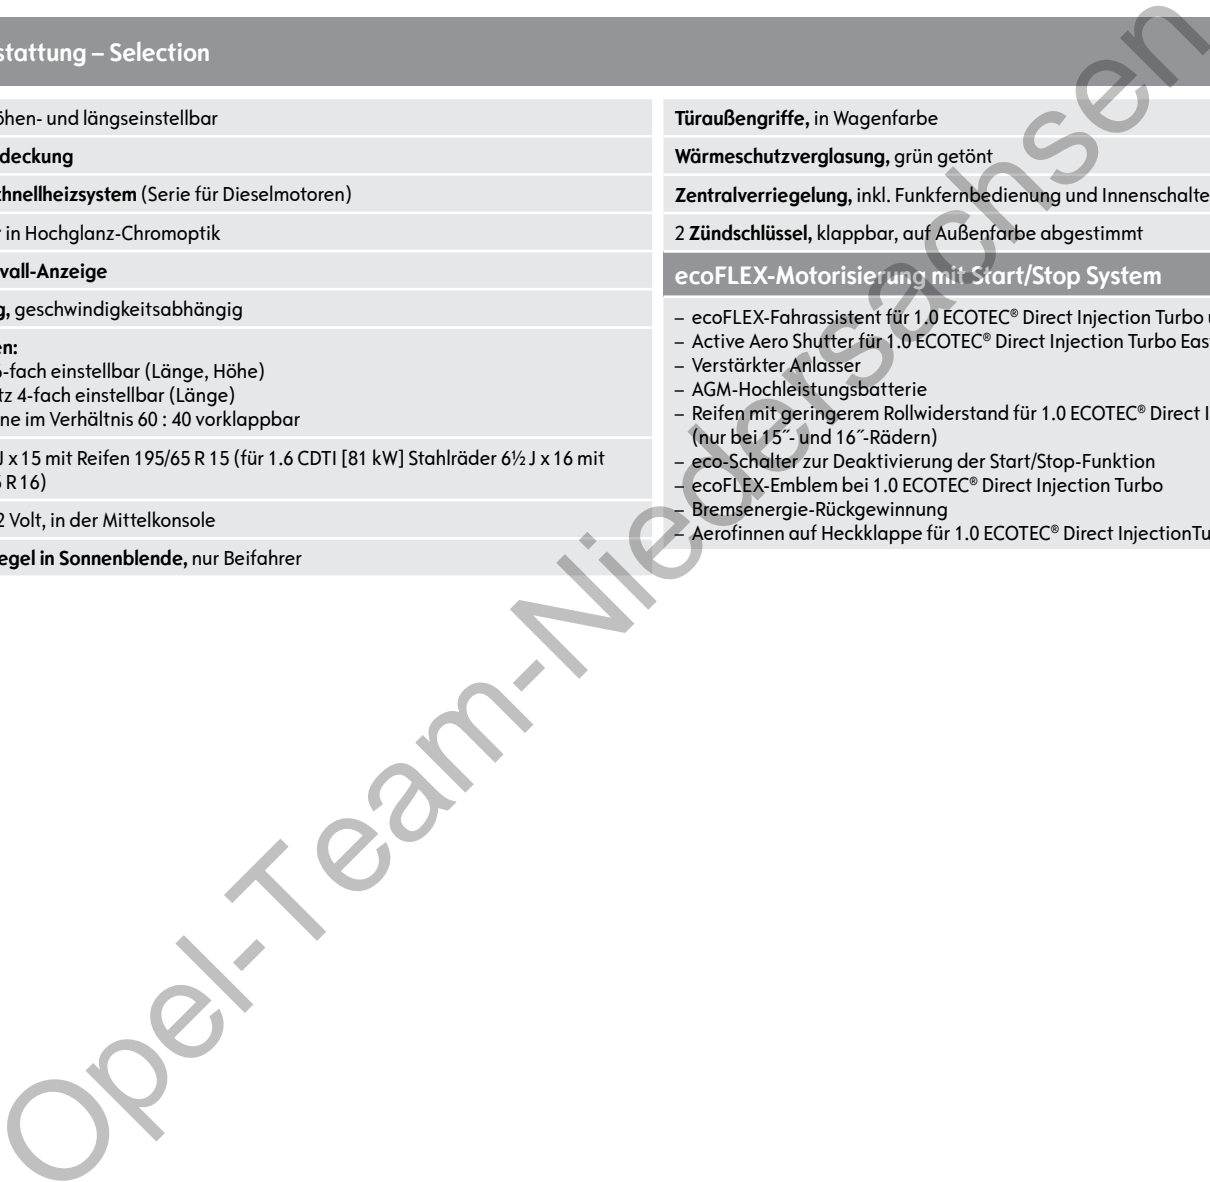 stattung – Selection
öhen- und längseinstellbar
deckung
chnellheizsystem (Serie für Dieselmotoren)
in Hochglanz-Chromoptik
vall-Anzeige
g, geschwindigkeitsabhängig
en:
6-fach einstellbar (Länge, Höhe)
tz 4-fach einstellbar (Länge)
ne im Verhältnis 60 : 40 vorklappbar
J x 15 mit Reifen 195/65 R 15 (für 1.6 CDTI [81 kW] Stahlräder 6½ J x 16 mit
R 16)
2 Volt, in der Mittelkonsole
egel in Sonnenblende, nur Beifahrer
Türaußengriffe, in Wagenfarbe
Wärmeschutzverglasung, grün getönt
Zentralverriegelung, inkl. Funkfernbedienung und Innenschalte
2 Zündschlüssel, klappbar, auf Außenfarbe abgestimmt
ecoFLEX-Motorisierung mit Start/Stop System
– ecoFLEX-Fahrassistent für 1.0 ECOTEC® Direct Injection Turbo u
– Active Aero Shutter für 1.0 ECOTEC® Direct Injection Turbo Eas
– Verstärkter Anlasser
– AGM-Hochleistungsbatterie
– Reifen mit geringerem Rollwiderstand für 1.0 ECOTEC® Direct I
(nur bei 15˝- und 16˝-Rädern)
– eco-Schalter zur Deaktivierung der Start/Stop-Funktion
– ecoFLEX-Emblem bei 1.0 ECOTEC® Direct Injection Turbo
– Bremsenergie-Rückgewinnung
– Aerofinnen auf Heckklappe für 1.0 ECOTEC® Direct InjectionTu
Opel-Team-Niedersachsen